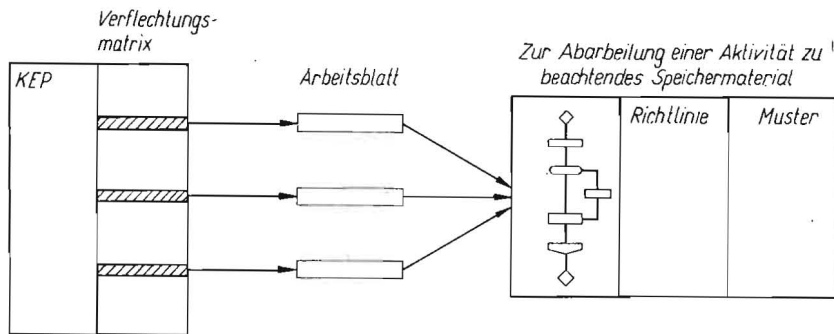 Verflechtungs-
matrix
KEP
Arbeitsblatt
Zur Abarbeitung einer Aktivität zu
beachtendes Speichermaterial
Richtlinie
Muster